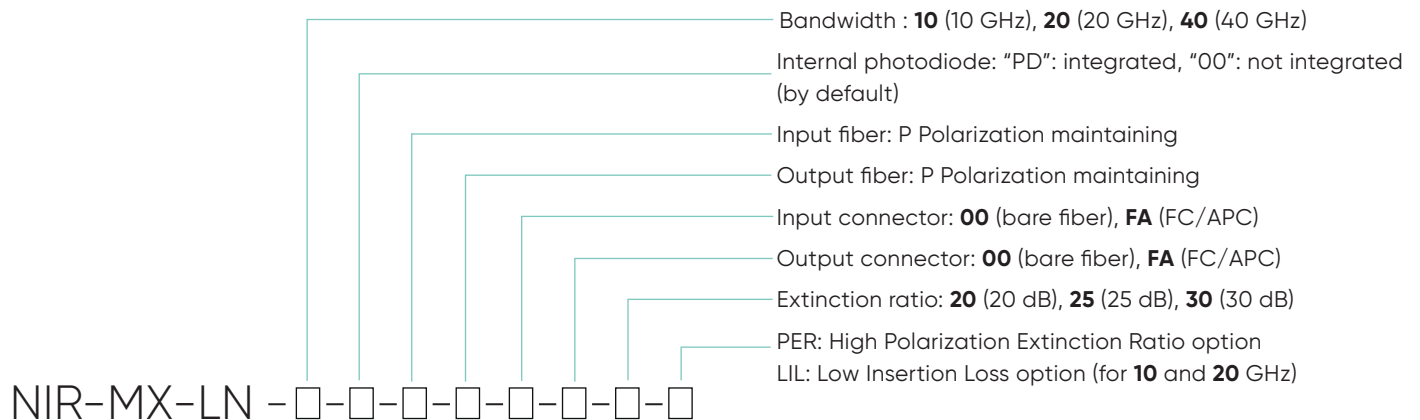 Bandwidth : 10 (10 GHz), 20 (20 GHz), 40 (40 GHz)
Internal photodiode: “PD”: integrated, “00”: not integrated
(by default)
Input fiber: P Polarization maintaining
Output fiber: P Polarization maintaining
Input connector: 00 (bare fiber), FA (FC/APC)
Output connector: 00 (bare fiber), FA (FC/APC)
Extinction ratio: 20 (20 dB), 25 (25 dB), 30 (30 dB)
PER: High Polarization Extinction Ratio option
LIL: Low Insertion Loss option (for 10 and 20 GHz)
NIR-MX-LN -□-□-□-□-□-□-□-□